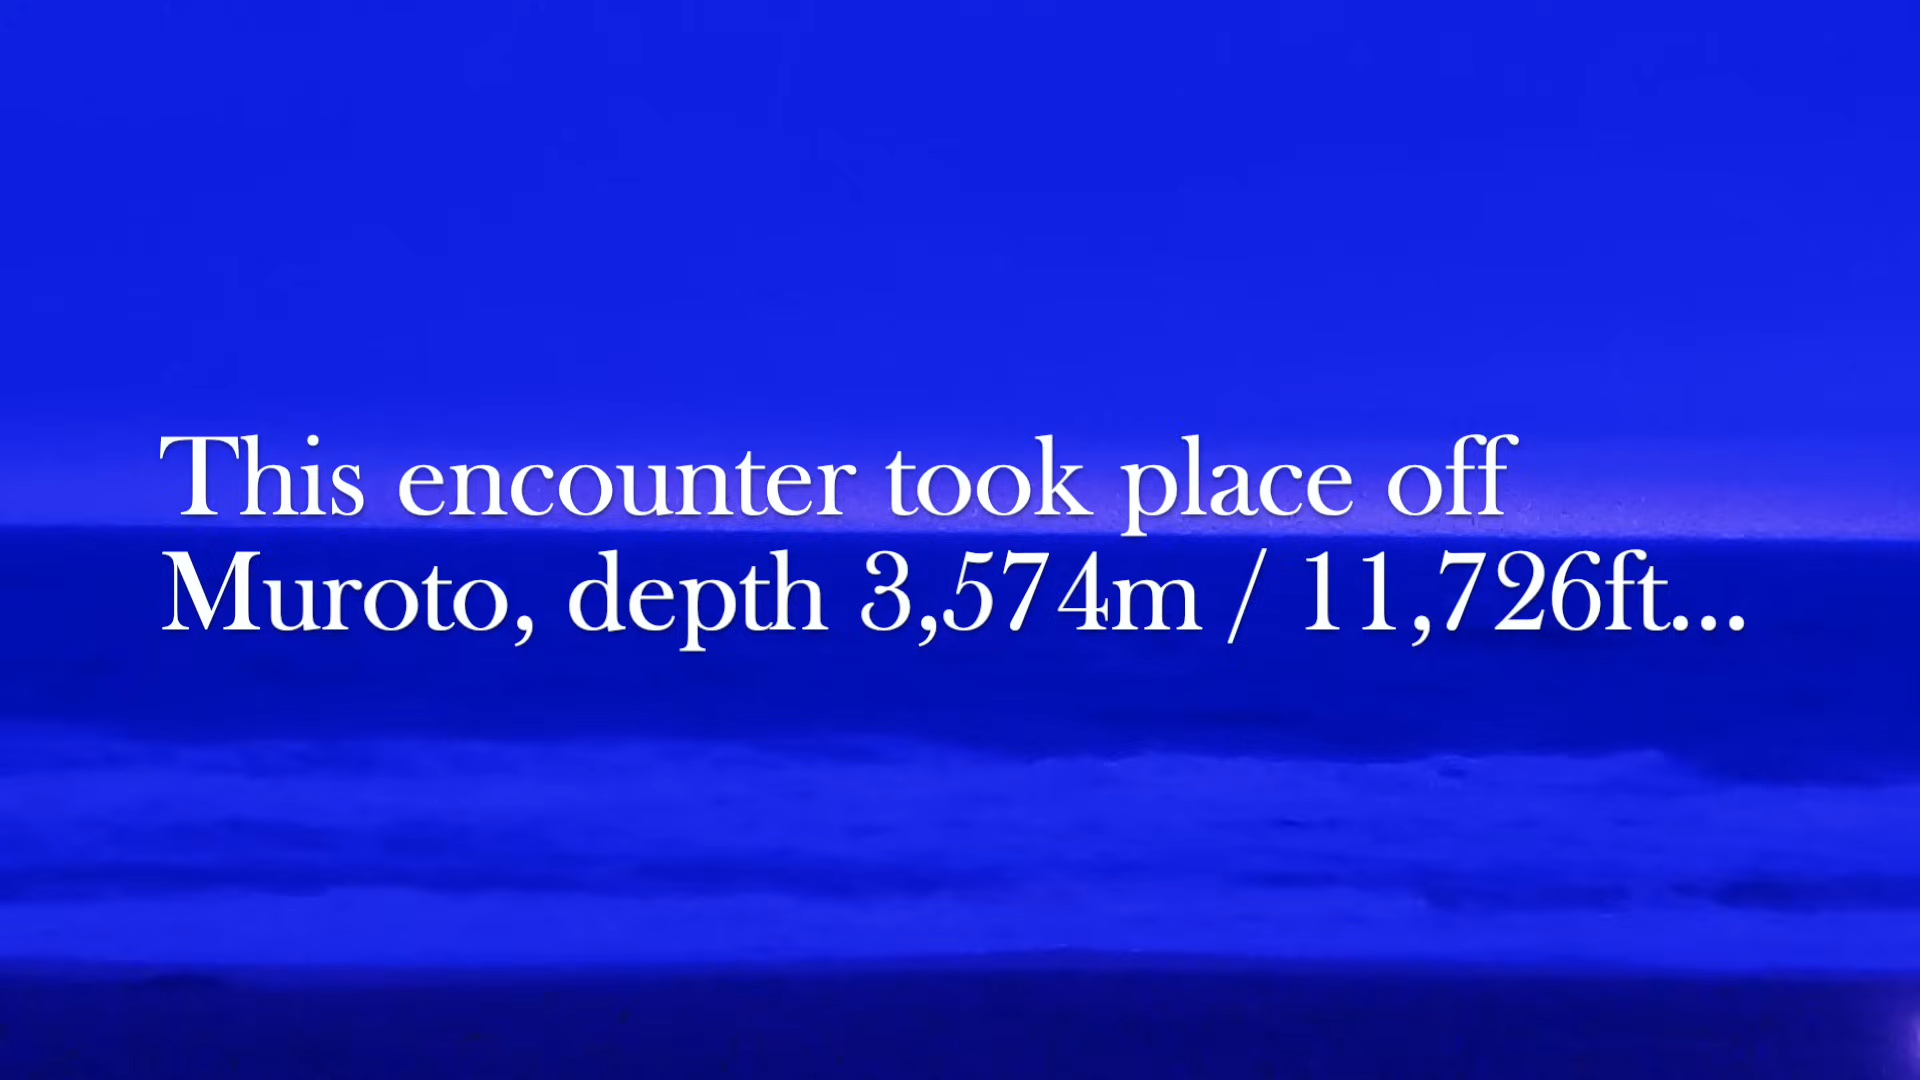 This encounter took place off
Muroto, depth 3,574m / 11,726ft...